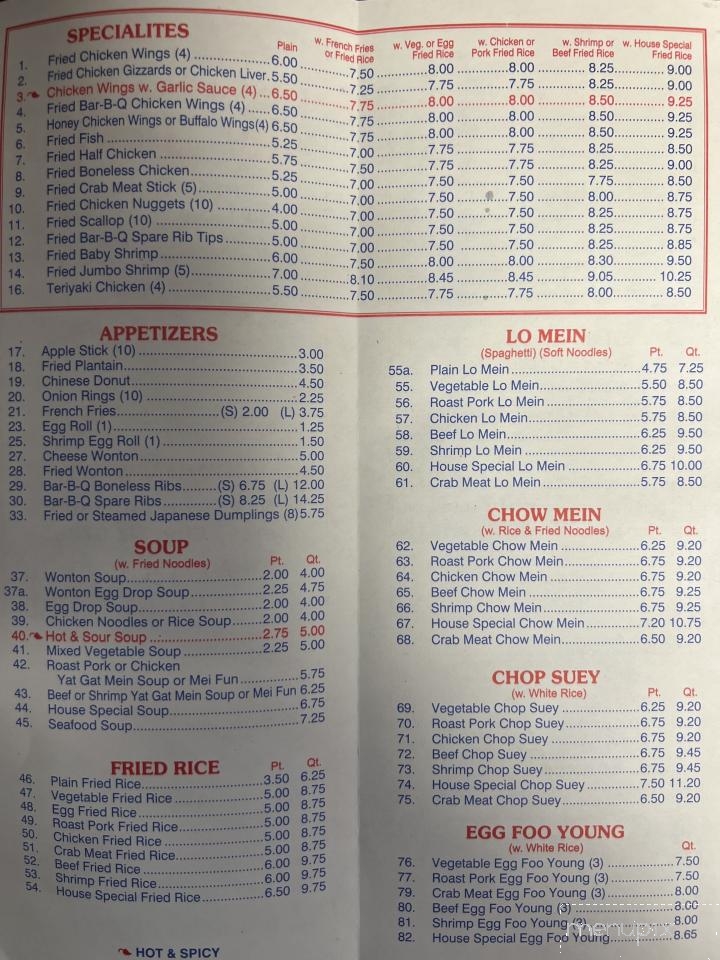 SPECIALITES
Plain
w. French Fries or Fried Rice
w. Veg. or Egg Fried Rice
w. Chicken or Pork Fried Rice
w. Shrimp or Beef Fried Rice
w. House Special Fried Rice
1. Fried Chicken Wings (4) 6.00 7.50 8.00 8.00 8.25 9.00
2. Fried Chicken Gizzards or Chicken Liver 5.50 7.25 7.75 7.75 8.25 9.00
3. Chicken Wings w. Garlic Sauce (4) 6.50 7.75 8.00 8.00 8.50 9.25
4. Fried Bar-B-Q Chicken Wings (4) 6.50 7.75 8.00 8.00 8.50 9.25
5. Honey Chicken Wings or Buffalo Wings(4) 6.50 7.75 8.00 8.00 8.50 9.25
6. Fried Fish 5.25 7.00 7.75 7.75 8.25 8.50
7. Fried Half Chicken 5.75 7.50 7.75 7.75 8.25 9.00
8. Fried Boneless Chicken 5.25 7.00 7.50 7.50 7.75 8.50
9. Fried Crab Meat Stick (5) 5.00 7.00 7.50 7.50 8.00 8.75
10. Fried Chicken Nuggets (10) 4.00 7.00 7.50 7.50 8.25 8.75
11. Fried Scallop (10) 5.00 7.00 7.50 7.50 8.25 8.75
12. Fried Bar-B-Q Spare Rib Tips 5.00 7.00 7.50 7.50 8.25 8.85
13. Fried Baby Shrimp 6.00 7.50 8.00 8.00 8.30 9.50
14. Fried Jumbo Shrimp (5) 7.00 8.10 8.45 8.45 9.05 10.25
16. Teriyaki Chicken (4) 5.50 7.50 7.75 7.75 8.00 8.50
APPETIZERS
17. Apple Stick (10) 3.00
18. Fried Plantain 3.50
19. Chinese Donut 4.50
20. Onion Rings (10) 2.25
21. French Fries (S) 2.00 (L) 3.75
23. Egg Roll (1) 1.25
25. Shrimp Egg Roll (1) 1.50
27. Cheese Wonton 5.00
28. Fried Wonton 4.50
29. Bar-B-Q Boneless Ribs (S) 6.75 (L) 12.00
30. Bar-B-Q Spare Ribs (S) 8.25 (L) 14.25
33. Fried or Steamed Japanese Dumplings (8) 5.75
SOUP
(w. Fried Noodles) Pt. Qt.
37. Wonton Soup 2.00 4.00
37a. Wonton Egg Drop Soup 2.25 4.75
38. Egg Drop Soup 2.00 4.00
39. Chicken Noodles or Rice Soup 2.00 4.00
40. Hot & Sour Soup 2.75 5.00
41. Mixed Vegetable Soup 2.25 5.00
42. Roast Pork or Chicken
Yat Gat Mein Soup or Mei Fun 5.75
43. Beef or Shrimp Yat Gat Mein Soup or Mei Fun 6.25
44. House Special Soup 6.75
45. Seafood Soup 7.25
FRIED RICE Pt. Qt.
46. Plain Fried Rice 3.50 6.25
47. Vegetable Fried Rice 5.00 8.75
48. Egg Fried Rice 5.00 8.75
49. Roast Pork Fried Rice 5.00 8.75
50. Chicken Fried Rice 5.00 8.75
51. Crab Meat Fried Rice 5.00 8.75
52. Beef Fried Rice 6.00 9.75
53. Shrimp Fried Rice 6.00 9.75
54. House Special Fried Rice 6.50 9.75
HOT & SPICY
LO MEIN
(Spaghetti) (Soft Noodles) Pt. Qt.
55a. Plain Lo Mein 4.75 7.25
55. Vegetable Lo Mein 5.50 8.50
56. Roast Pork Lo Mein 5.75 8.50
57. Chicken Lo Mein 5.75 8.50
58. Beef Lo Mein 6.25 9.50
59. Shrimp Lo Mein 6.25 9.50
60. House Special Lo Mein 6.75 10.00
61. Crab Meat Lo Mein 5.75 8.50
CHOW MEIN
(w. Rice & Fried Noodles) Pt. Qt.
62. Vegetable Chow Mein 6.25 9.20
63. Roast Pork Chow Mein 6.75 9.20
64. Chicken Chow Mein 6.75 9.20
65. Beef Chow Mein 6.75 9.25
66. Shrimp Chow Mein 6.75 9.25
67. House Special Chow Mein 7.20 10.75
68. Crab Meat Chow Mein 6.50 9.20
CHOP SUEY
(w. White Rice) Pt. Qt.
69. Vegetable Chop Suey 6.25 9.20
70. Roast Pork Chop Suey 6.75 9.20
71. Chicken Chop Suey 6.75 9.20
72. Beef Chop Suey 6.75 9.45
73. Shrimp Chop Suey 6.75 9.45
74. House Special Chop Suey 7.50 11.20
75. Crab Meat Chop Suey 6.50 9.20
EGG FOO YOUNG
(w. White Rice) Qt.
76. Vegetable Egg Foo Young (3) 7.50
77. Roast Pork Egg Foo Young (3) 7.50
79. Crab Meat Egg Foo Young (3) 8.00
80. Beef Egg Foo Young (3) 8.00
81. Shrimp Egg Foo Young (3) 8.00
82. House Special Egg Foo Young 8.65
menupix